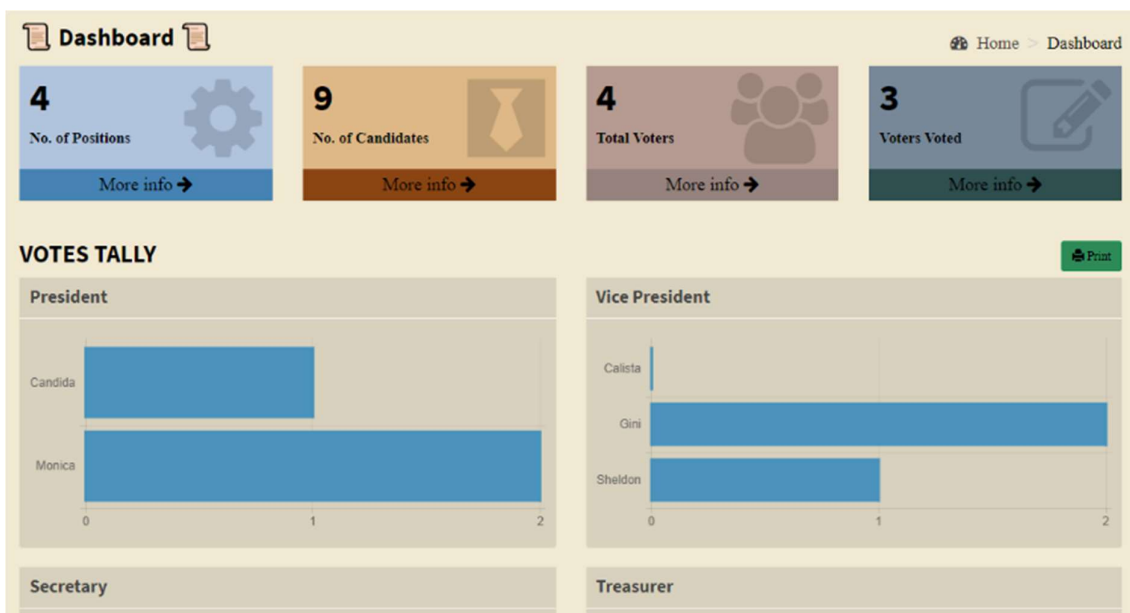 Dashboard
Home > Dashboard
4
No. of Positions
More info
9
No. of Candidates
More info
4
Total Voters
More info
3
Voters Voted
More info
VOTES TALLY
Print
President
Candida
Monica
0 1 2
Vice President
Calista
Gini
Sheldon
0 1 2
Secretary
Treasurer